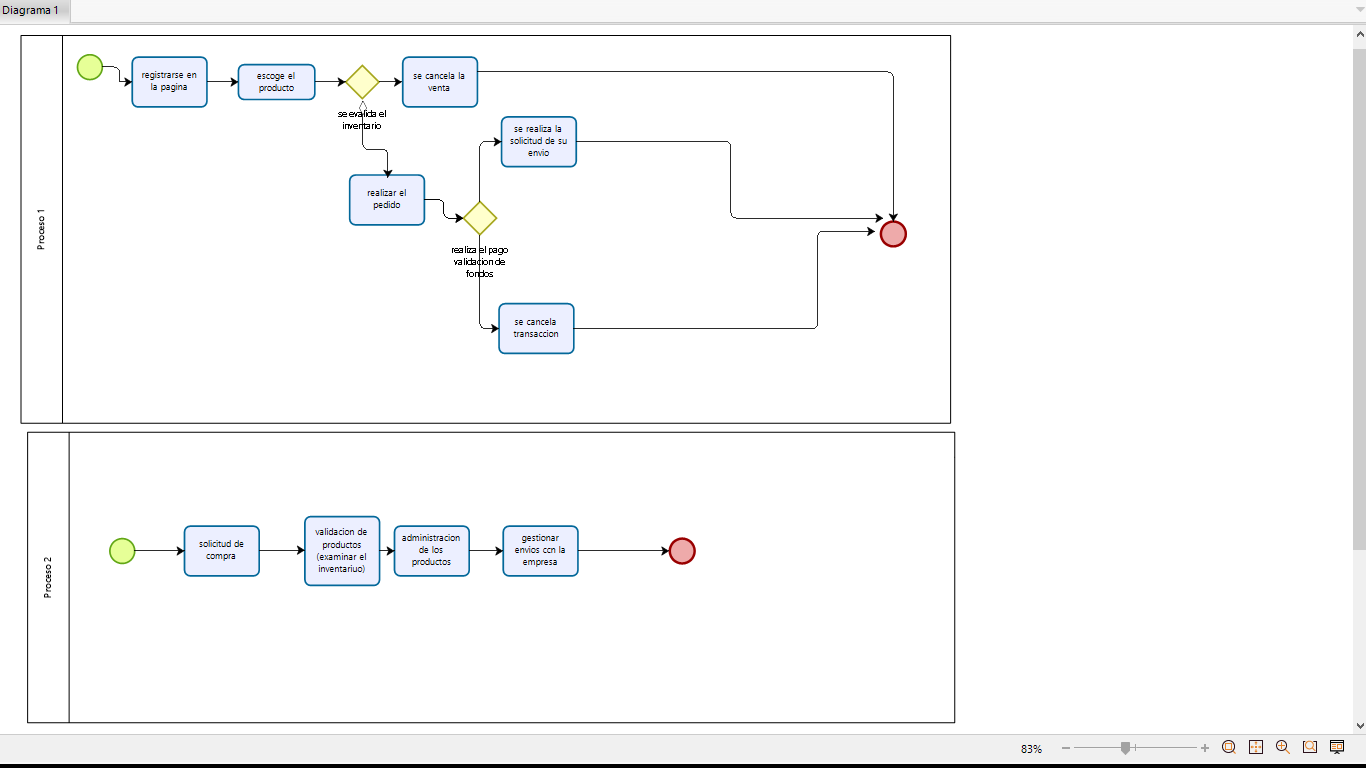 Diagrama 1
Proceso 1
registrarse en
la pagina
escoge el
producto
se evalida el
inventario
se cancela la
venta
se realiza la
solicitud de su
envio
realizar el
pedido
realiza el pago
validacion de
fondos
se cancela
transaccion
Proceso 2
solicitud de
compra
validacion de
productos
(examinar el
inventariuo)
administracion
de los
productos
gestionar
envios ccn la
empresa
83%